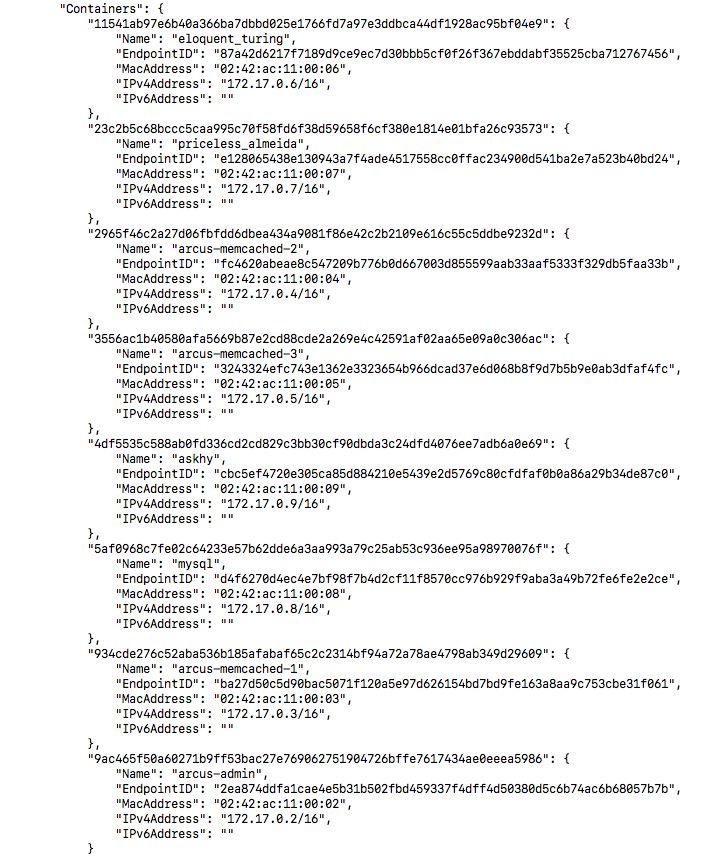 "Containers": {
"11541ab97e6b40a366ba7dbbd025e1766fd7a97e3ddbca44df1928ac95bf04e9": {
"Name": "eloquent_turing",
"EndpointID": "87a42d6217f7189d9ce9ec7d30bbb5cf0f26f367ebddabf35525cba712767456",
"MacAddress": "02:42:ac:11:00:06",
"IPv4Address": "172.17.0.6/16",
"IPv6Address": ""
},
"23c2b5c68bccc5caa995c70f58fd6f38d59658f6cf380e1814e01bfa26c93573": {
"Name": "priceless_almeida",
"EndpointID": "e128065438e130943a7f4ade4517558cc0ffac234900d541ba2e7a523b40bd24",
"MacAddress": "02:42:ac:11:00:07",
"IPv4Address": "172.17.0.7/16",
"IPv6Address": ""
},
"2965f46c2a27d06fbfdd6dbea434a9081f86e42c2b2109e616c55c5ddbe9232d": {
"Name": "arcus-memcached-2",
"EndpointID": "fc4620abeae8c547209b776b0d667003d855599aab33aaf5333f329db5faa33b",
"MacAddress": "02:42:ac:11:00:04",
"IPv4Address": "172.17.0.4/16",
"IPv6Address": ""
},
"3556ac1b40580afa5669b87e2cd88cde2a269e4c42591af02aa65e09a0c306ac": {
"Name": "arcus-memcached-3",
"EndpointID": "3243324efc743e1362e3323654b966dcad37e6d068b8f9d7b5b9e0ab3dfaf4fc",
"MacAddress": "02:42:ac:11:00:05",
"IPv4Address": "172.17.0.5/16",
"IPv6Address": ""
},
"4df5535c588ab0fd336cd2cd829c3bb30cf90dbda3c24dfd4076ee7adb6a0e69": {
"Name": "askhy",
"EndpointID": "cbc5ef4720e305ca85d884210e5439e2d5769c80cfdfaf0b0a86a29b34de87c0",
"MacAddress": "02:42:ac:11:00:09",
"IPv4Address": "172.17.0.9/16",
"IPv6Address": ""
},
"5af0968c7fe02c64233e57b62dde6a3aa993a79c25ab53c936ee95a98970076f": {
"Name": "mysql",
"EndpointID": "d4f6270d4ec4e7bf98f7b4d2cf11f8570cc976b929f9aba3a49b72fe6fe2e2ce",
"MacAddress": "02:42:ac:11:00:08",
"IPv4Address": "172.17.0.8/16",
"IPv6Address": ""
},
"934cde276c52aba536b185afabaf65c2c2314bf94a72a78ae4798ab349d29609": {
"Name": "arcus-memcached-1",
"EndpointID": "ba27d50c5d90bac5071f120a5e97d626154bd7bd9fe163a8aa9c753cbe31f061",
"MacAddress": "02:42:ac:11:00:03",
"IPv4Address": "172.17.0.3/16",
"IPv6Address": ""
},
"9ac465f50a60271b9ff53bac27e769062751904726bffe7617434ae0eeea5986": {
"Name": "arcus-admin",
"EndpointID": "2ea874ddfa1cae4e5b31b502fbd459337f4dff4d50380d5c6b74ac6b68057b7b",
"MacAddress": "02:42:ac:11:00:02",
"IPv4Address": "172.17.0.2/16",
"IPv6Address": ""
}